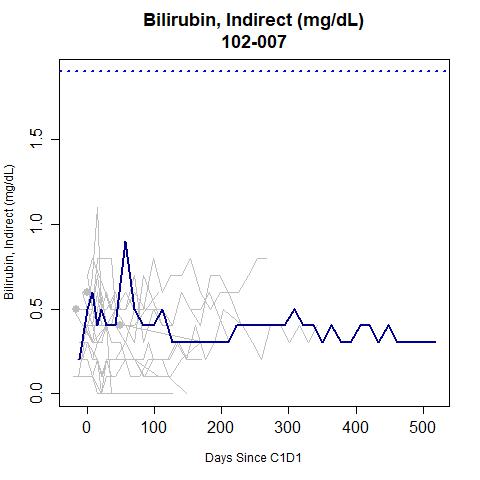 Bilirubin, Indirect (mg/dL)
102-007
Bilirubin, Indirect (mg/dL)
1.5
1.0
0.5
0.0
0 100 200 300 400 500
Days Since C1D1